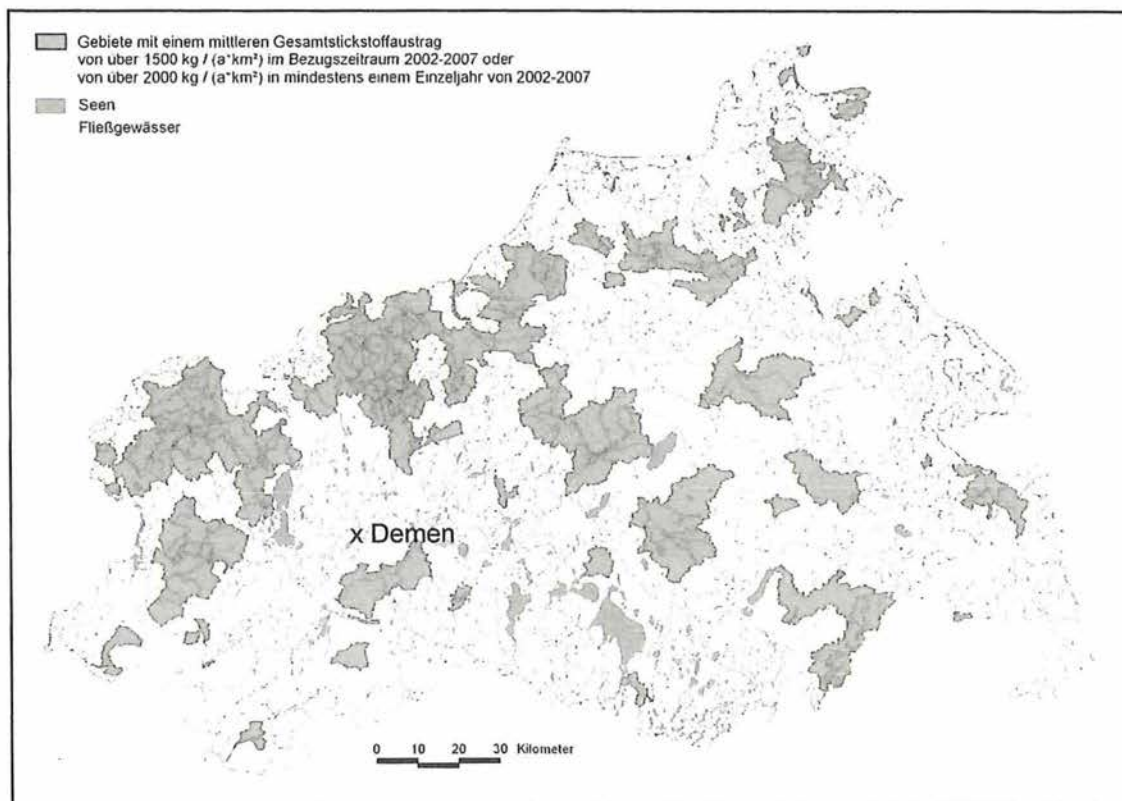 Gebiete mit einem mittleren Gesamtstickstoffaustrag
von über 1500 kg / (a*km²) im Bezugszeitraum 2002-2007 oder
von über 2000 kg / (a*km²) in mindestens einem Einzeljahr von 2002-2007
Seen
Fließgewässer
x Demen
0 10 20 30 Kilometer